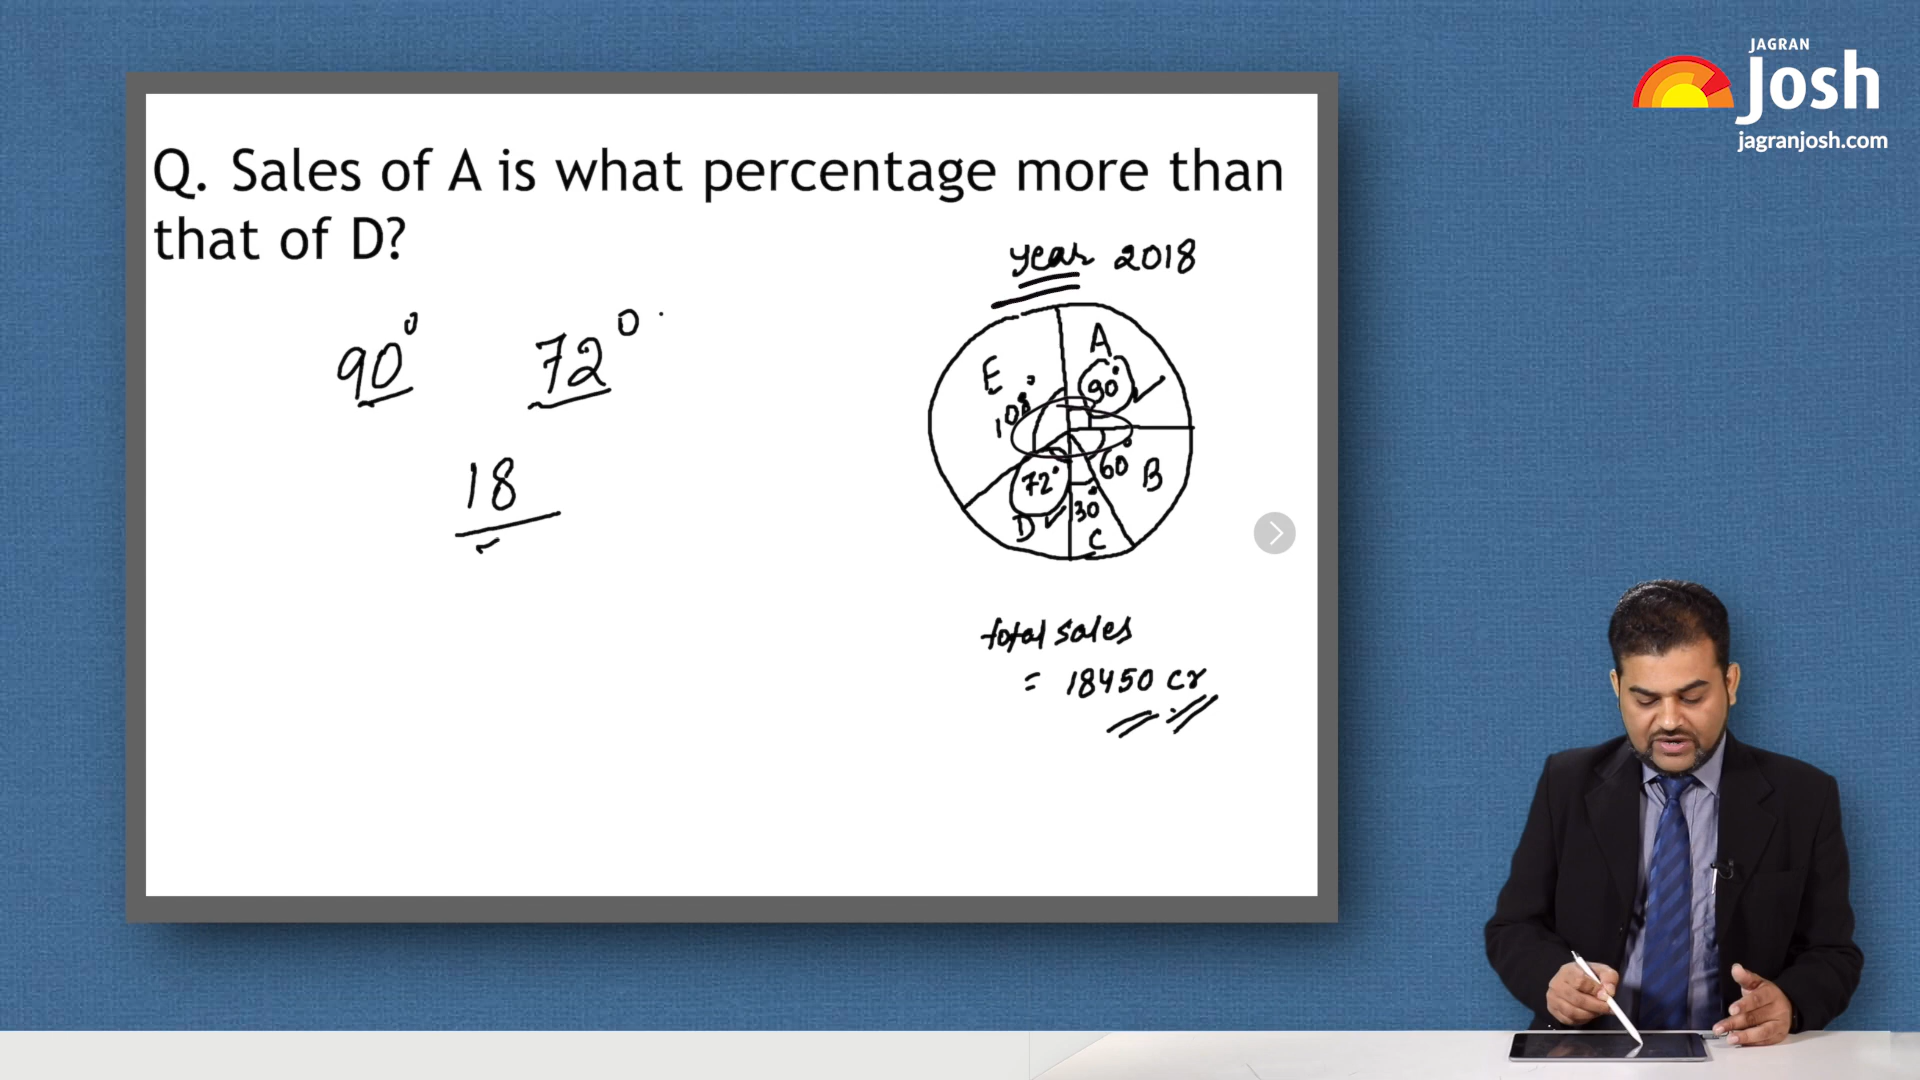 JAGRAN
Josh
jagranjosh.com
Q. Sales of A is what percentage more than
that of D?
year 2018
90° 72°
18
A
90°
E
108°
60° B
72°
D
30°
C
total sales
= 18450 cr